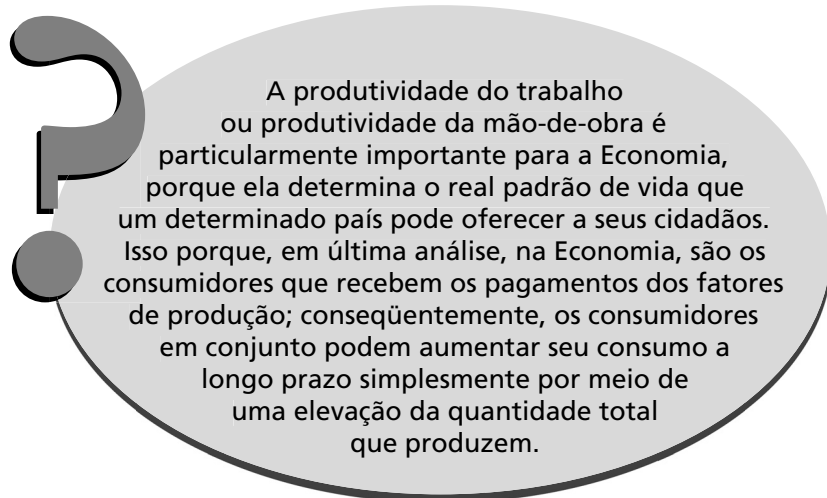 ?
A produtividade do trabalho
ou produtividade da mão-de-obra é
particularmente importante para a Economia,
porque ela determina o real padrão de vida que
um determinado país pode oferecer a seus cidadãos.
Isso porque, em última análise, na Economia, são os
consumidores que recebem os pagamentos dos fatores
de produção; conseqüentemente, os consumidores
em conjunto podem aumentar seu consumo a
longo prazo simplesmente por meio de
uma elevação da quantidade total
que produzem.